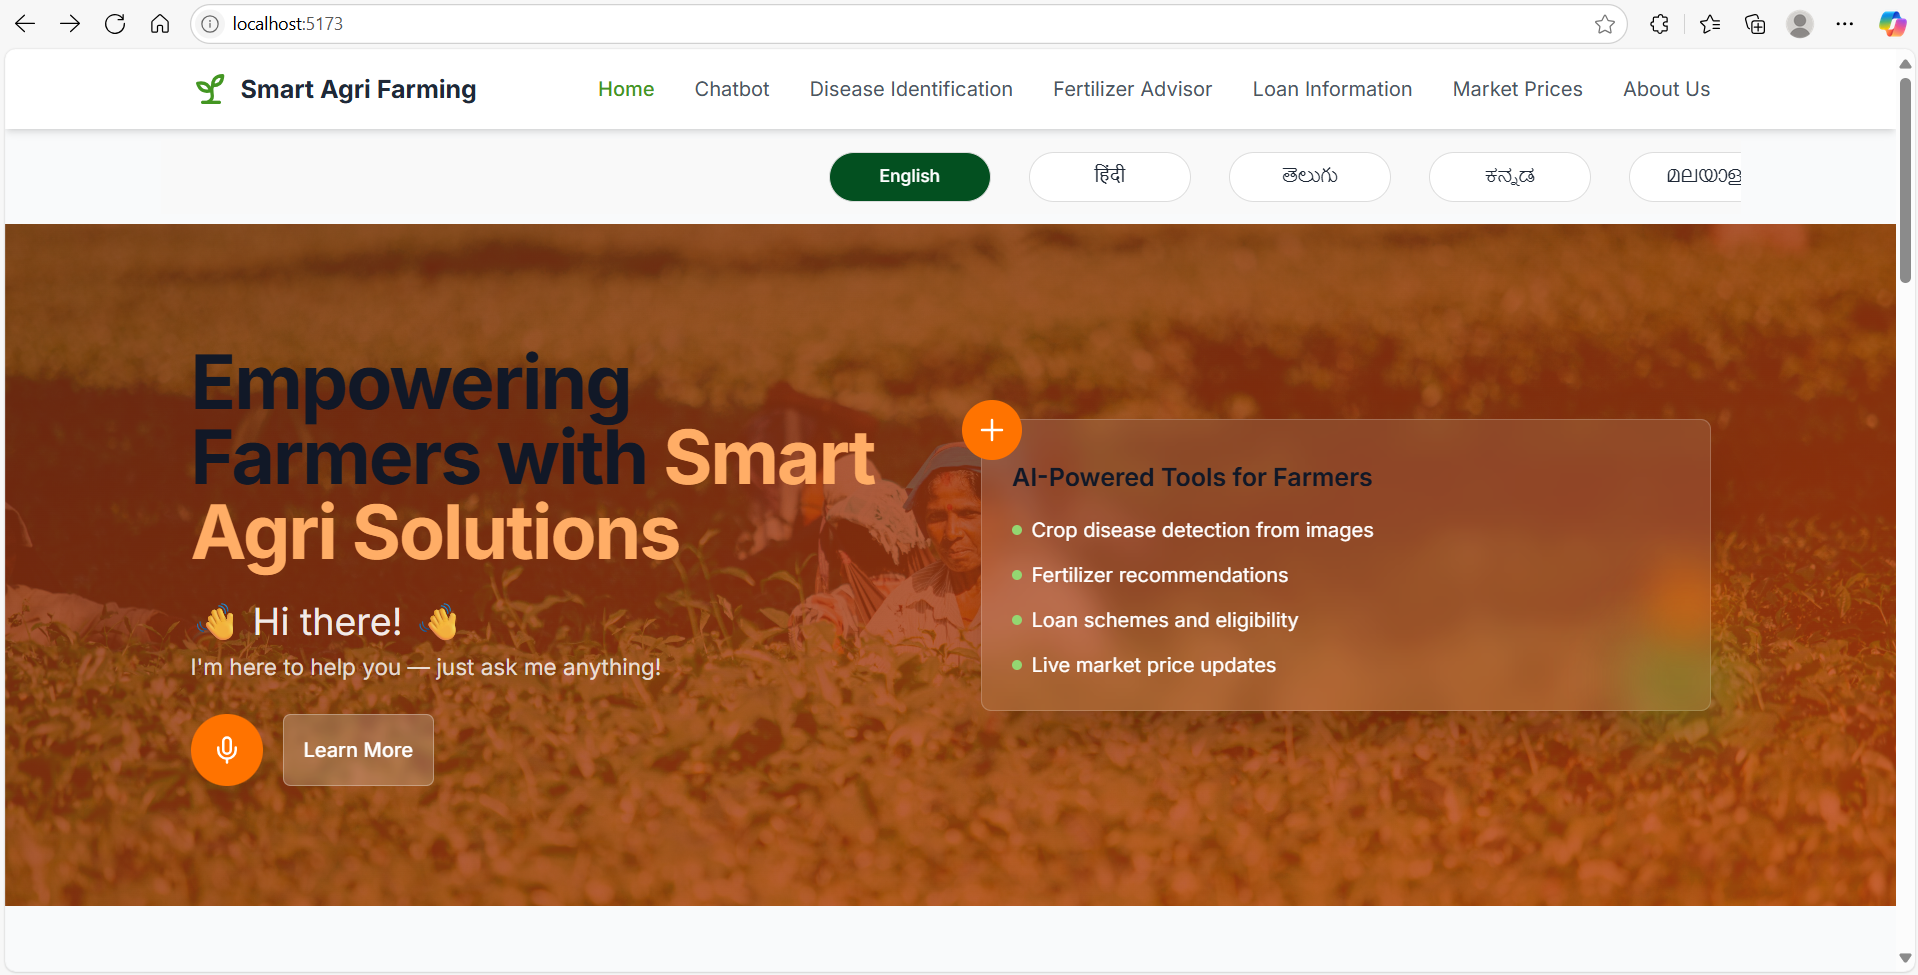 localhost:5173
Smart Agri Farming
Home
Chatbot
Disease Identification
Fertilizer Advisor
Loan Information
Market Prices
About Us
English
हिंदी
తెలుగు
ಕನ್ನಡ
Empowering
Farmers with Smart
Agri Solutions
👋 Hi there! 👋
I'm here to help you — just ask me anything!
Learn More
AI-Powered Tools for Farmers
Crop disease detection from images
Fertilizer recommendations
Loan schemes and eligibility
Live market price updates